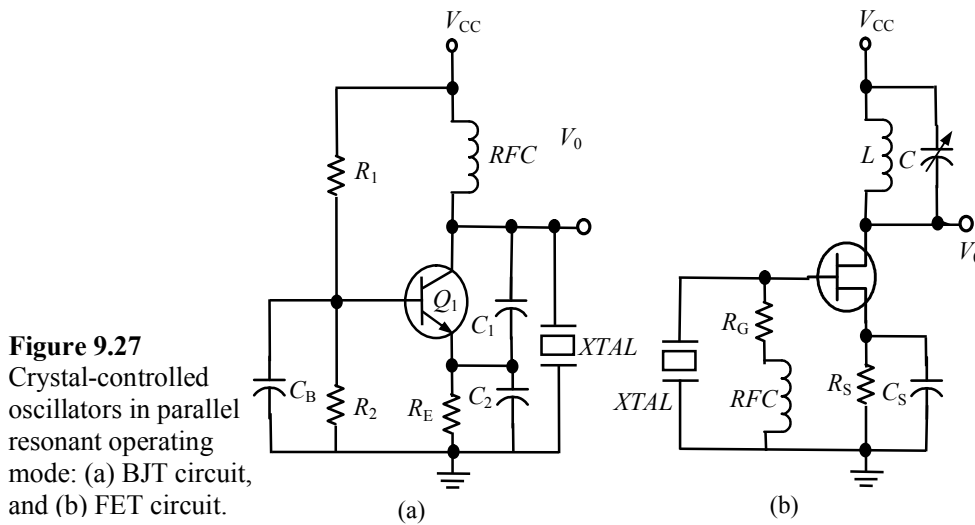 V_CC
R_1
RFC
V_0
Q_1
C_1
XTAL
C_B
R_2
R_E
C_2
(a)
V_CC
L
C
V_0
R_G
XTAL
RFC
R_S
C_S
(b)
Figure 9.27
Crystal-controlled
oscillators in parallel
resonant operating
mode: (a) BJT circuit,
and (b) FET circuit.